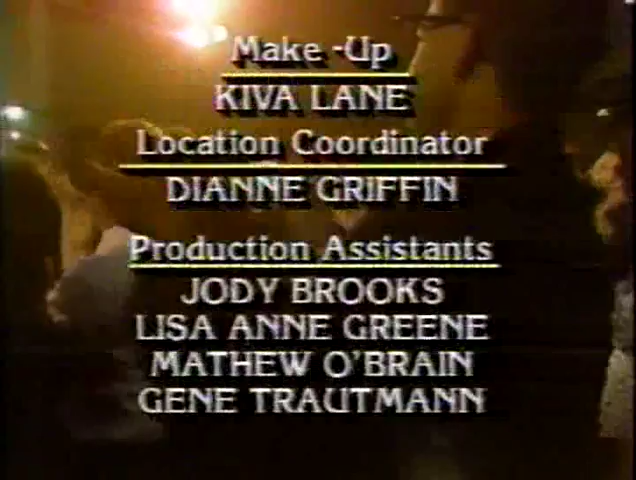 Make-Up
KIVA LANE
Location Coordinator
DIANNE GRIFFIN
Production Assistants
JODY BROOKS
LISA ANNE GREENE
MATHEW O'BRAIN
GENE TRAUTMANN